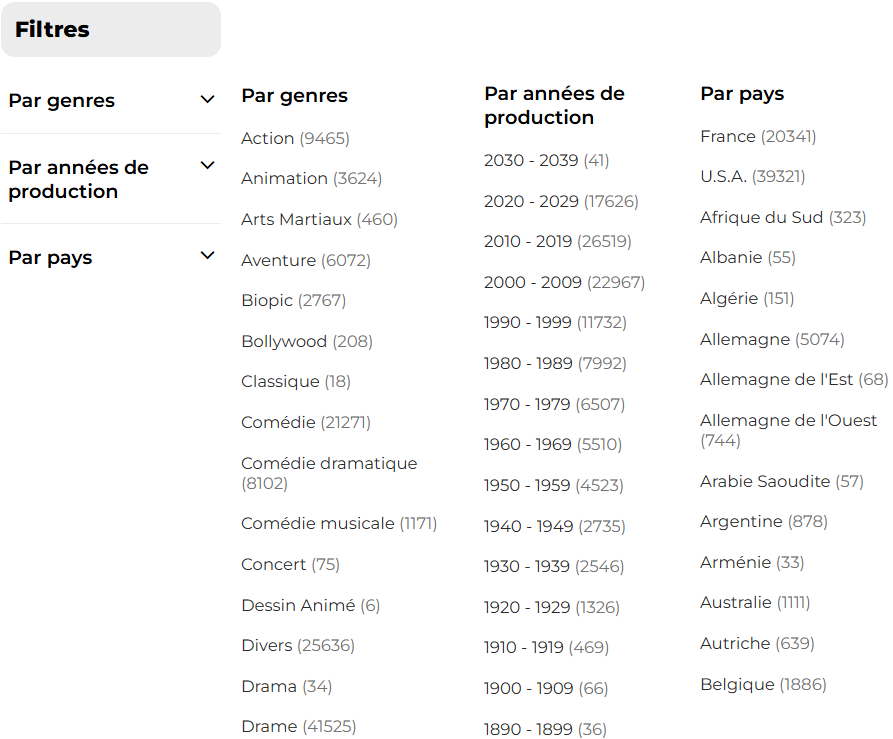 Filtres
Par genres
Par années de
production
Par pays
Par genres
Action (9465)
Animation (3624)
Arts Martiaux (460)
Aventure (6072)
Biopic (2767)
Bollywood (208)
Classique (18)
Comédie (21271)
Comédie dramatique
(8102)
Comédie musicale (1171)
Concert (75)
Dessin Animé (6)
Divers (25636)
Drama (34)
Drame (41525)
Par années de
production
2030 - 2039 (41)
2020 - 2029 (17626)
2010 - 2019 (26519)
2000 - 2009 (22967)
1990 - 1999 (11732)
1980 - 1989 (7992)
1970 - 1979 (6507)
1960 - 1969 (5510)
1950 - 1959 (4523)
1940 - 1949 (2735)
1930 - 1939 (2546)
1920 - 1929 (1326)
1910 - 1919 (469)
1900 - 1909 (66)
1890 - 1899 (36)
Par pays
France (20341)
U.S.A. (39321)
Afrique du Sud (323)
Albanie (55)
Algérie (151)
Allemagne (5074)
Allemagne de l'Est (68)
Allemagne de l'Ouest
(744)
Arabie Saoudite (57)
Argentine (878)
Arménie (33)
Australie (1111)
Autriche (639)
Belgique (1886)